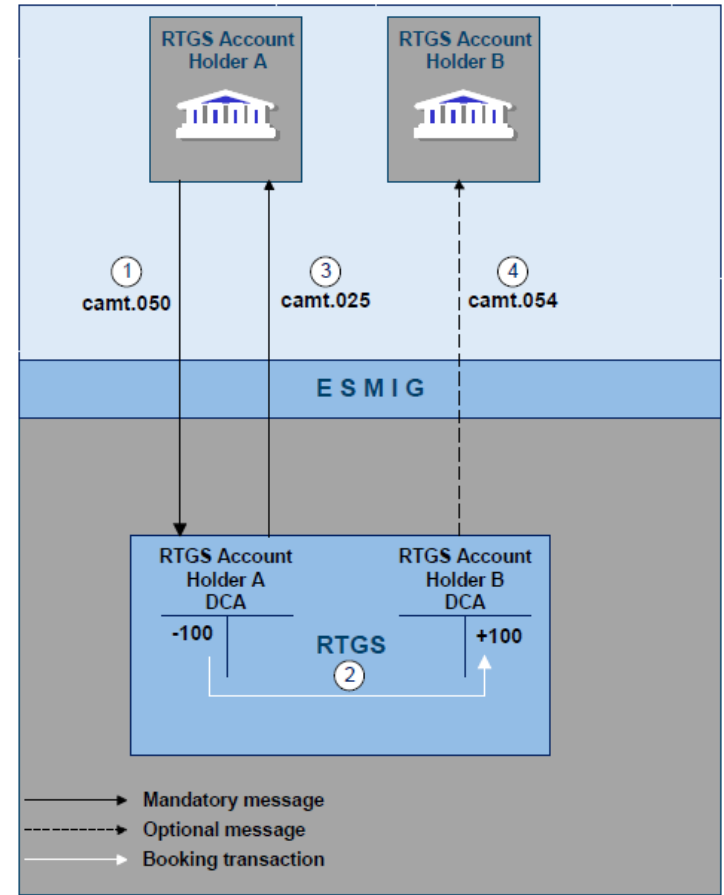 RTGS Account
Holder A
RTGS Account
Holder B
1
camt.050
3
camt.025
4
camt.054
ESMIG
RTGS Account
Holder A
DCA
-100
RTGS Account
Holder B
DCA
+100
RTGS
2
Mandatory message
Optional message
Booking transaction